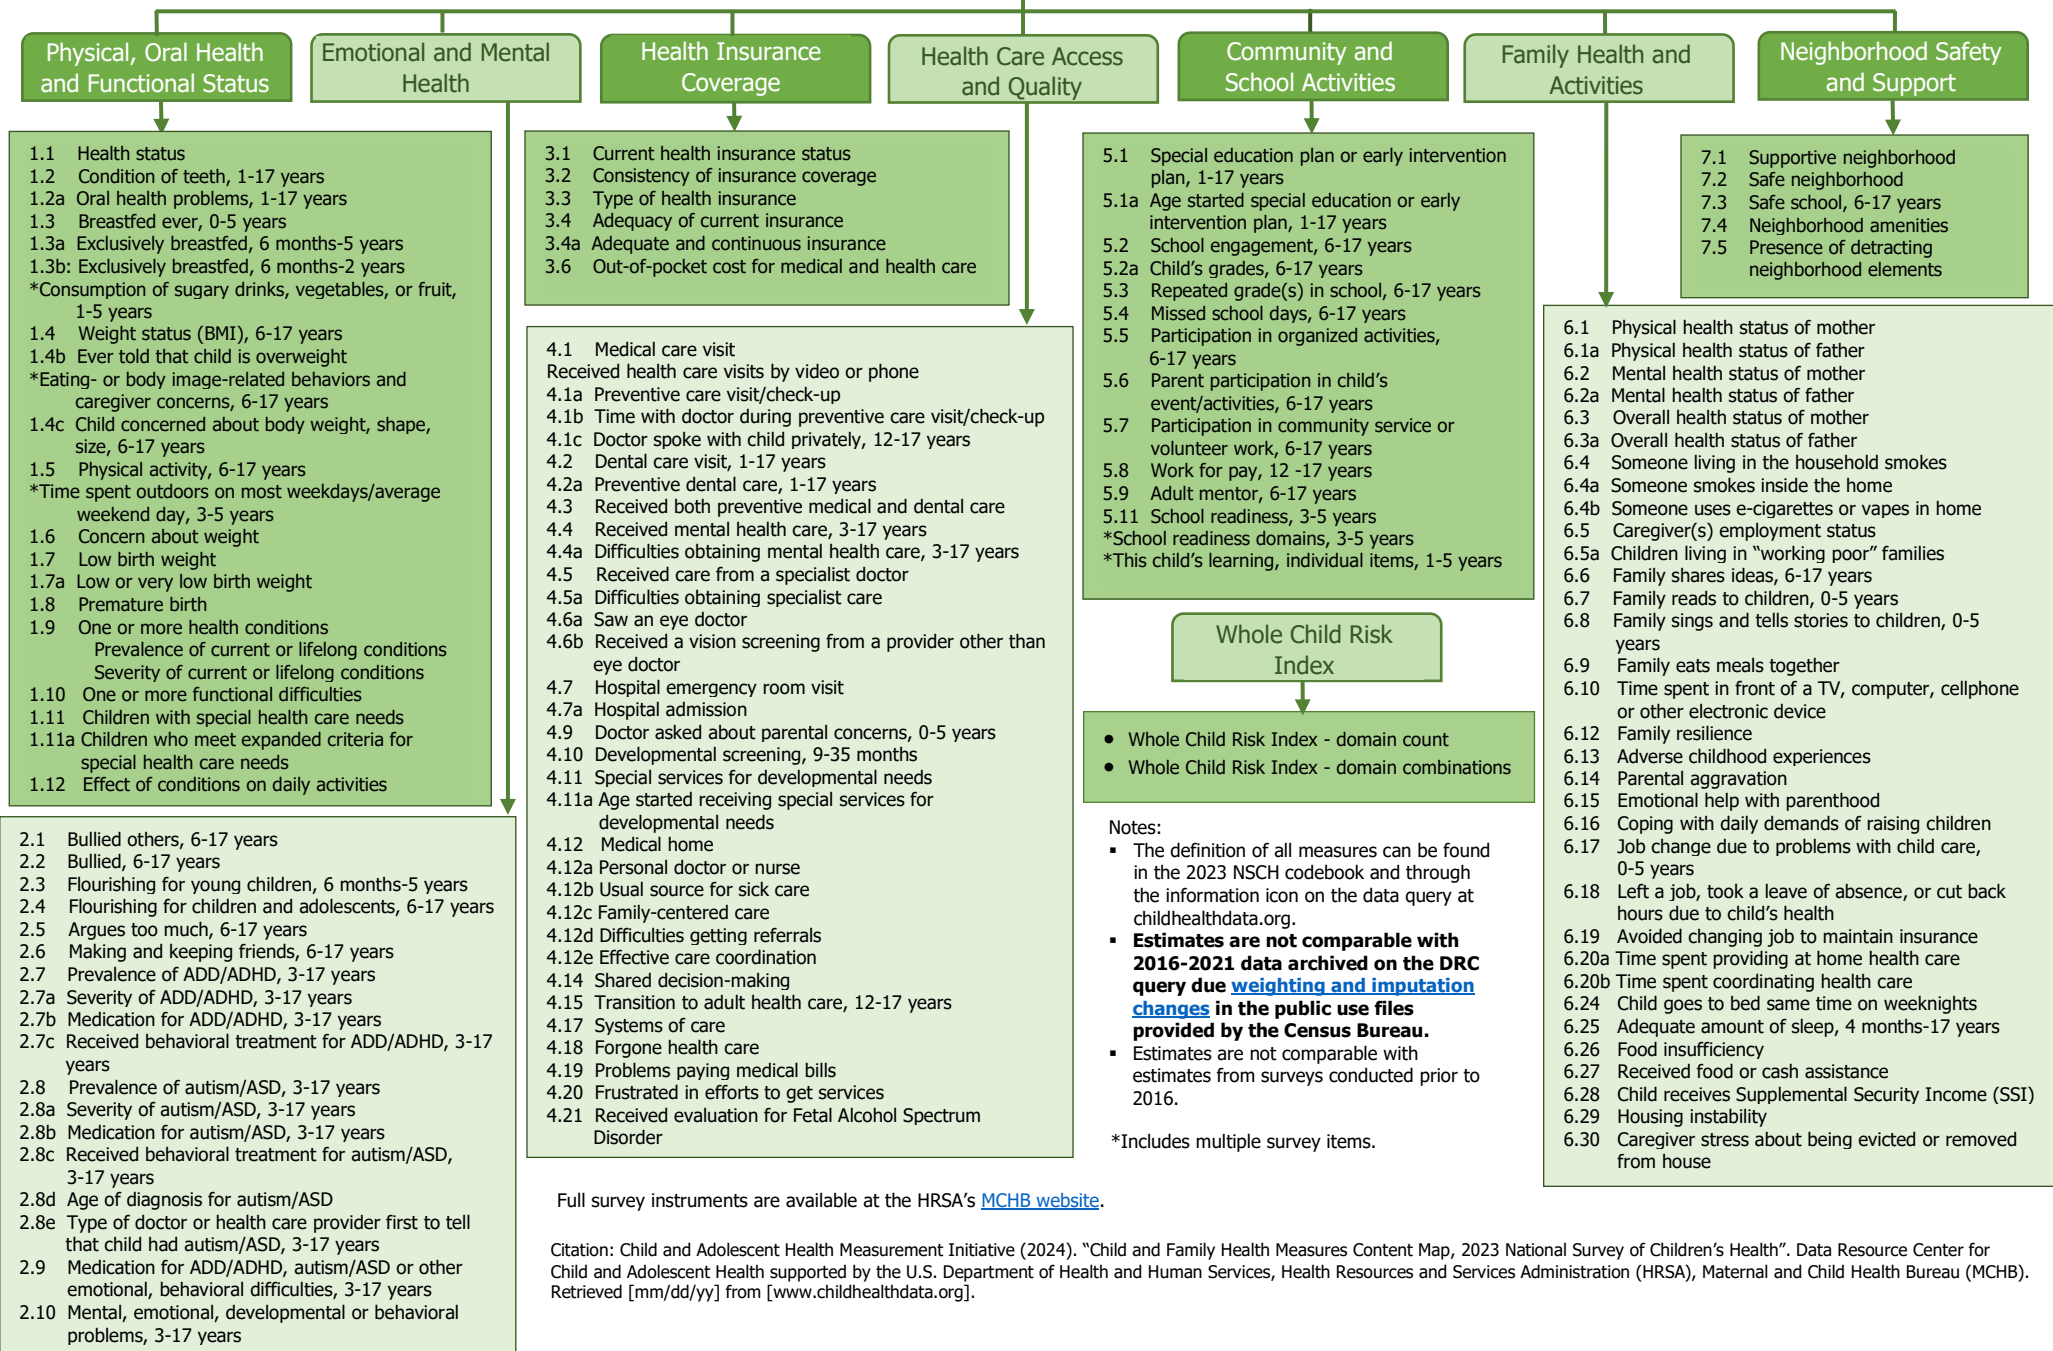 Physical, Oral Health
and Functional Status
Emotional and Mental
Health
Health Insurance
Coverage
Health Care Access
and Quality
Community and
School Activities
Family Health and
Activities
Neighborhood Safety
and Support
1.1 Health status
1.2 Condition of teeth, 1-17 years
1.2a Oral health problems, 1-17 years
1.3 Breastfed ever, 0-5 years
1.3a Exclusively breastfed, 6 months-5 years
1.3b: Exclusively breastfed, 6 months-2 years
*Consumption of sugary drinks, vegetables, or fruit,
1-5 years
1.4 Weight status (BMI), 6-17 years
1.4b Ever told that child is overweight
*Eating- or body image-related behaviors and
caregiver concerns, 6-17 years
1.4c Child concerned about body weight, shape,
size, 6-17 years
1.5 Physical activity, 6-17 years
*Time spent outdoors on most weekdays/average
weekend day, 3-5 years
1.6 Concern about weight
1.7 Low birth weight
1.7a Low or very low birth weight
1.8 Premature birth
1.9 One or more health conditions
Prevalence of current or lifelong conditions
Severity of current or lifelong conditions
1.10 One or more functional difficulties
1.11 Children with special health care needs
1.11a Children who meet expanded criteria for
special health care needs
1.12 Effect of conditions on daily activities
2.1 Bullied others, 6-17 years
2.2 Bullied, 6-17 years
2.3 Flourishing for young children, 6 months-5 years
2.4 Flourishing for children and adolescents, 6-17 years
2.5 Argues too much, 6-17 years
2.6 Making and keeping friends, 6-17 years
2.7 Prevalence of ADD/ADHD, 3-17 years
2.7a Severity of ADD/ADHD, 3-17 years
2.7b Medication for ADD/ADHD, 3-17 years
2.7c Received behavioral treatment for ADD/ADHD, 3-17
years
2.8 Prevalence of autism/ASD, 3-17 years
2.8a Severity of autism/ASD, 3-17 years
2.8b Medication for autism/ASD, 3-17 years
2.8c Received behavioral treatment for autism/ASD,
3-17 years
2.8d Age of diagnosis for autism/ASD
2.8e Type of doctor or health care provider first to tell
that child had autism/ASD, 3-17 years
2.9 Medication for ADD/ADHD, autism/ASD or other
emotional, behavioral difficulties, 3-17 years
2.10 Mental, emotional, developmental or behavioral
problems, 3-17 years
3.1 Current health insurance status
3.2 Consistency of insurance coverage
3.3 Type of health insurance
3.4 Adequacy of current insurance
3.4a Adequate and continuous insurance
3.6 Out-of-pocket cost for medical and health care
4.1 Medical care visit
Received health care visits by video or phone
4.1a Preventive care visit/check-up
4.1b Time with doctor during preventive care visit/check-up
4.1c Doctor spoke with child privately, 12-17 years
4.2 Dental care visit, 1-17 years
4.2a Preventive dental care, 1-17 years
4.3 Received both preventive medical and dental care
4.4 Received mental health care, 3-17 years
4.4a Difficulties obtaining mental health care, 3-17 years
4.5 Received care from a specialist doctor
4.5a Difficulties obtaining specialist care
4.6a Saw an eye doctor
4.6b Received a vision screening from a provider other than
eye doctor
4.7 Hospital emergency room visit
4.7a Hospital admission
4.9 Doctor asked about parental concerns, 0-5 years
4.10 Developmental screening, 9-35 months
4.11 Special services for developmental needs
4.11a Age started receiving special services for
developmental needs
4.12 Medical home
4.12a Personal doctor or nurse
4.12b Usual source for sick care
4.12c Family-centered care
4.12d Difficulties getting referrals
4.12e Effective care coordination
4.14 Shared decision-making
4.15 Transition to adult health care, 12-17 years
4.17 Systems of care
4.18 Forgone health care
4.19 Problems paying medical bills
4.20 Frustrated in efforts to get services
4.21 Received evaluation for Fetal Alcohol Spectrum
Disorder
5.1 Special education plan or early intervention
plan, 1-17 years
5.1a Age started special education or early
intervention plan, 1-17 years
5.2 School engagement, 6-17 years
5.2a Child's grades, 6-17 years
5.3 Repeated grade(s) in school, 6-17 years
5.4 Missed school days, 6-17 years
5.5 Participation in organized activities,
6-17 years
5.6 Parent participation in child's
event/activities, 6-17 years
5.7 Participation in community service or
volunteer work, 6-17 years
5.8 Work for pay, 12 -17 years
5.9 Adult mentor, 6-17 years
5.11 School readiness, 3-5 years
*School readiness domains, 3-5 years
*This child's learning, individual items, 1-5 years
Whole Child Risk
Index
• Whole Child Risk Index - domain count
• Whole Child Risk Index - domain combinations
Notes:
▪ The definition of all measures can be found
in the 2023 NSCH codebook and through
the information icon on the data query at
childhealthdata.org.
▪ Estimates are not comparable with
2016-2021 data archived on the DRC
query due weighting and imputation
changes in the public use files
provided by the Census Bureau.
▪ Estimates are not comparable with
estimates from surveys conducted prior to
2016.
*Includes multiple survey items.
7.1 Supportive neighborhood
7.2 Safe neighborhood
7.3 Safe school, 6-17 years
7.4 Neighborhood amenities
7.5 Presence of detracting
neighborhood elements
6.1 Physical health status of mother
6.1a Physical health status of father
6.2 Mental health status of mother
6.2a Mental health status of father
6.3 Overall health status of mother
6.3a Overall health status of father
6.4 Someone living in the household smokes
6.4a Someone smokes inside the home
6.4b Someone uses e-cigarettes or vapes in home
6.5 Caregiver(s) employment status
6.5a Children living in “working poor” families
6.6 Family shares ideas, 6-17 years
6.7 Family reads to children, 0-5 years
6.8 Family sings and tells stories to children, 0-5
years
6.9 Family eats meals together
6.10 Time spent in front of a TV, computer, cellphone
or other electronic device
6.12 Family resilience
6.13 Adverse childhood experiences
6.14 Parental aggravation
6.15 Emotional help with parenthood
6.16 Coping with daily demands of raising children
6.17 Job change due to problems with child care,
0-5 years
6.18 Left a job, took a leave of absence, or cut back
hours due to child's health
6.19 Avoided changing job to maintain insurance
6.20a Time spent providing at home health care
6.20b Time spent coordinating health care
6.24 Child goes to bed same time on weeknights
6.25 Adequate amount of sleep, 4 months-17 years
6.26 Food insufficiency
6.27 Received food or cash assistance
6.28 Child receives Supplemental Security Income (SSI)
6.29 Housing instability
6.30 Caregiver stress about being evicted or removed
from house
Full survey instruments are available at the HRSA's MCHB website.
Citation: Child and Adolescent Health Measurement Initiative (2024). “Child and Family Health Measures Content Map, 2023 National Survey of Children's Health”. Data Resource Center for
Child and Adolescent Health supported by the U.S. Department of Health and Human Services, Health Resources and Services Administration (HRSA), Maternal and Child Health Bureau (MCHB).
Retrieved [mm/dd/yy] from [www.childhealthdata.org].